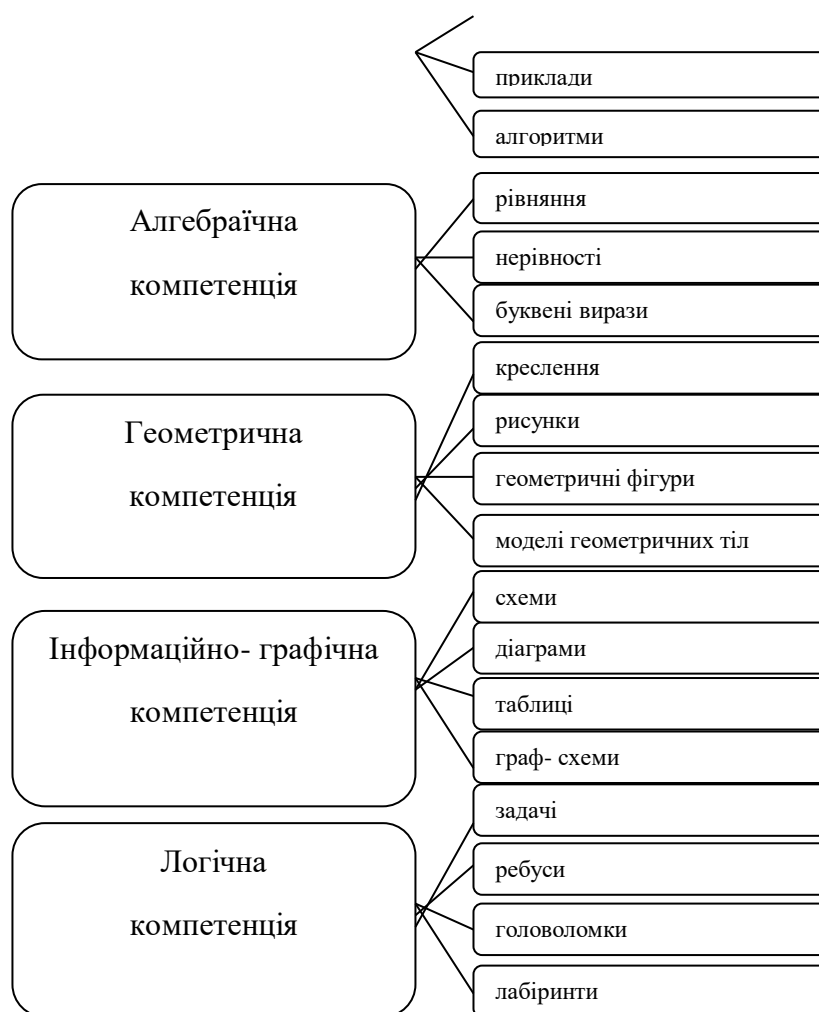 приклади
алгоритми
Алгебраїчна
компетенція
рівняння
нерівності
буквені вирази
Геометрична
компетенція
креслення
рисунки
геометричні фігури
моделі геометричних тіл
Інформаційно- графічна
компетенція
схеми
діаграми
таблиці
граф- схеми
Логічна
компетенція
задачі
ребуси
головоломки
лабіринти